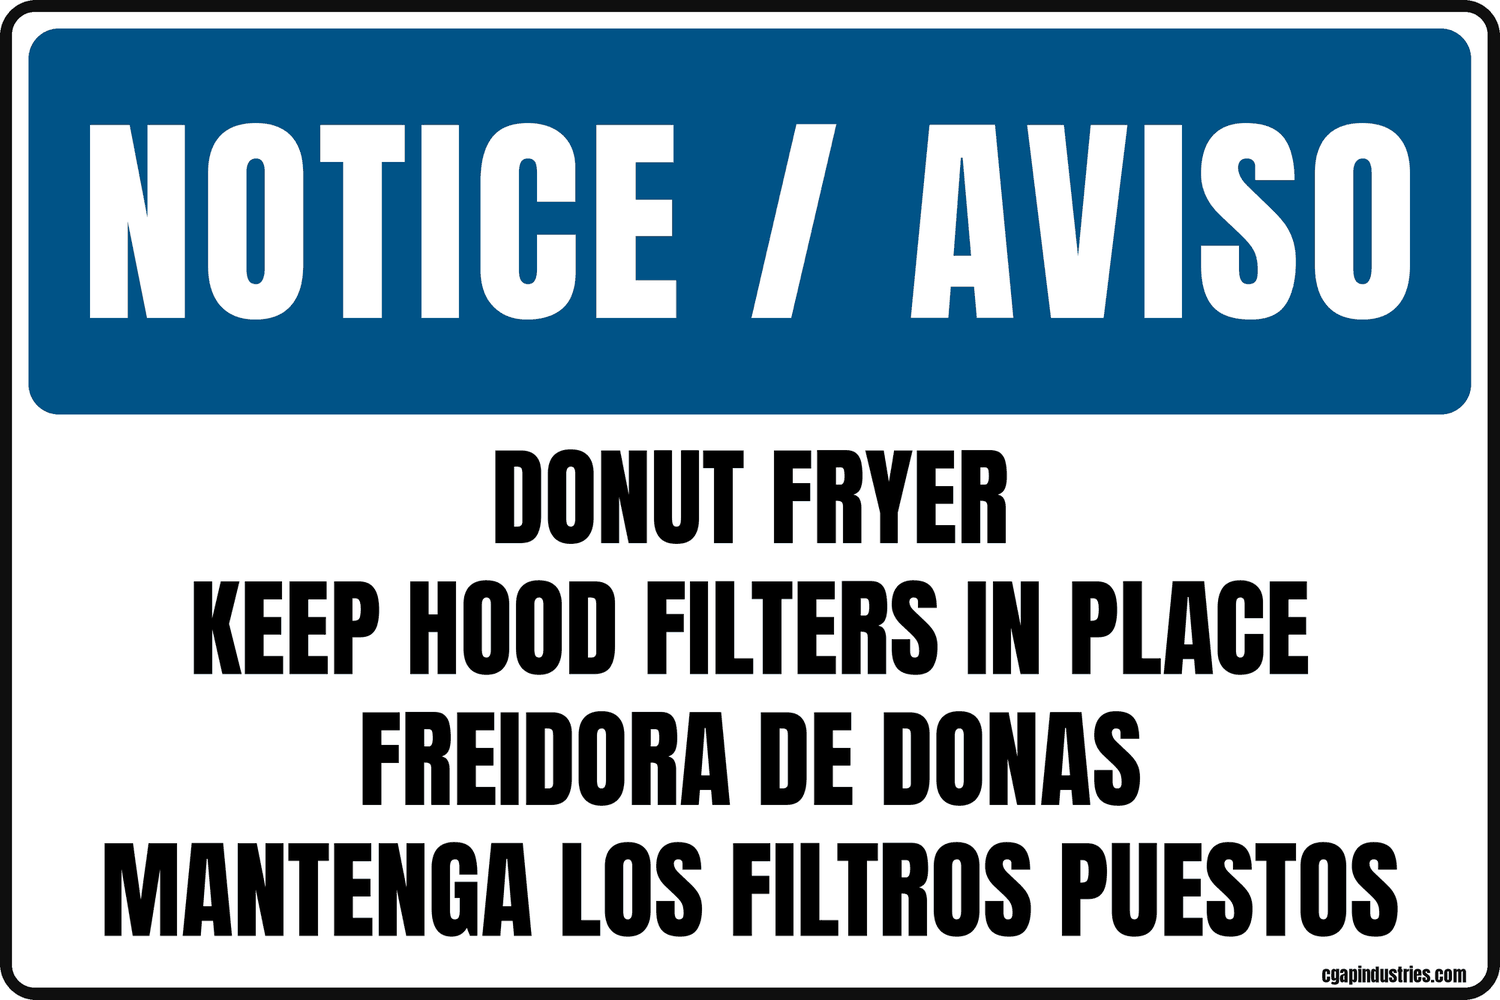 NOTICE / AVISO
DONUT FRYER
KEEP HOOD FILTERS IN PLACE
FREIDORA DE DONAS
MANTENGA LOS FILTROS PUESTOS
cgapindustries.com